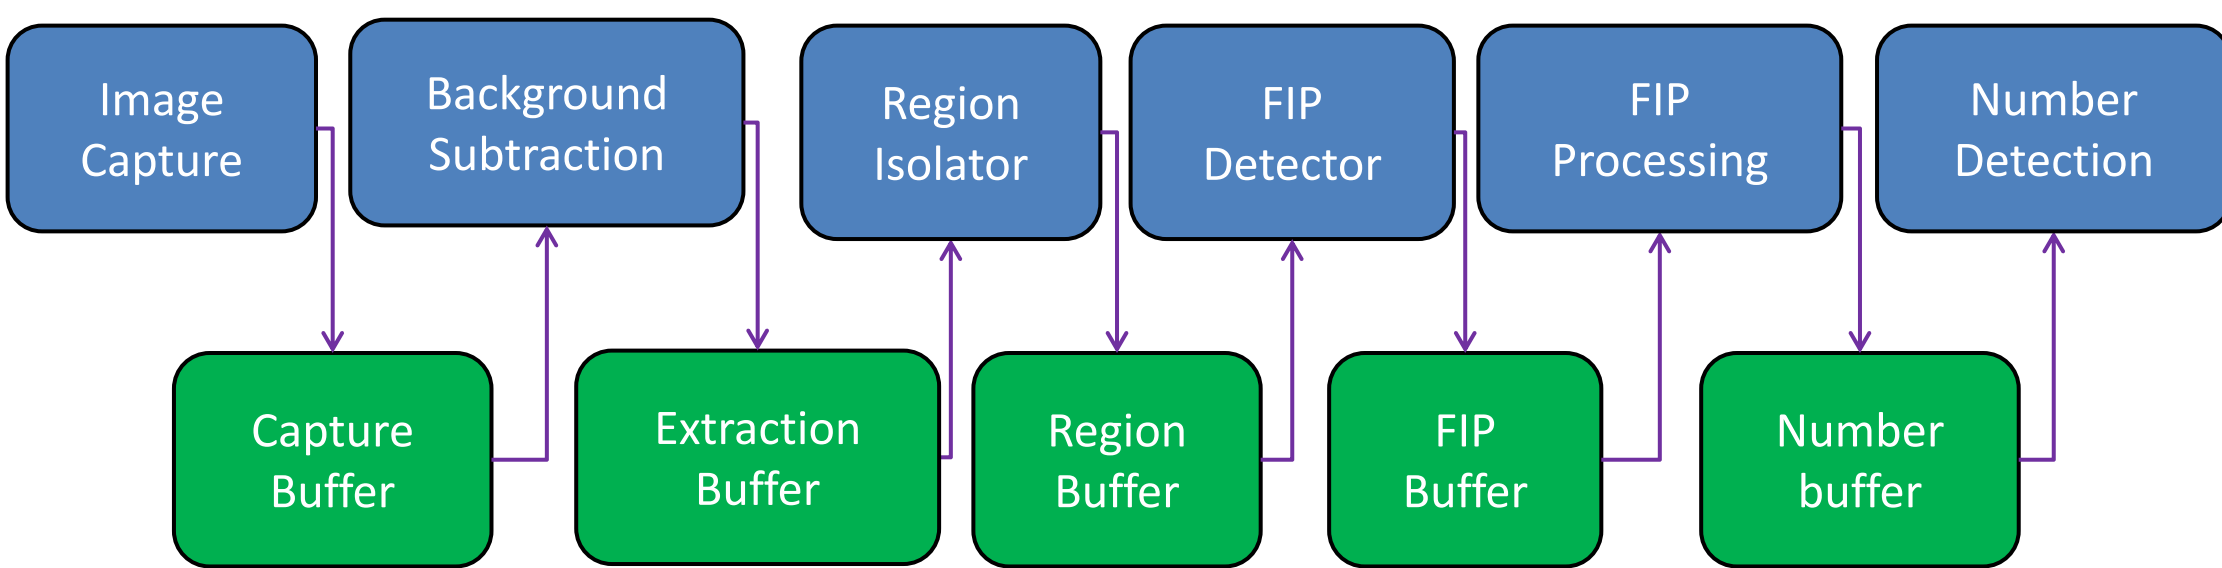 Image
Capture
Background
Subtraction
Region
Isolator
FIP
Detector
FIP
Processing
Number
Detection
Capture
Buffer
Extraction
Buffer
Region
Buffer
FIP
Buffer
Number
buffer